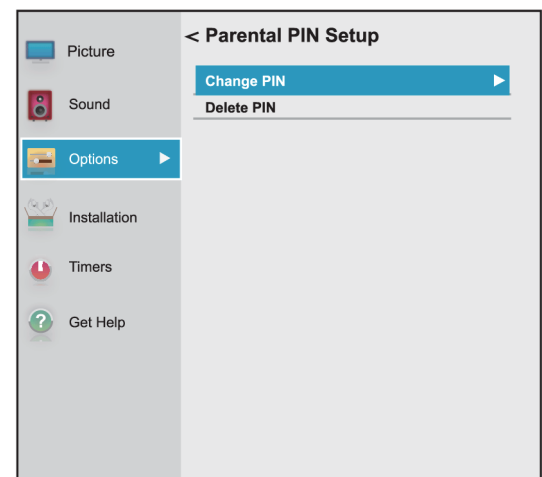 Picture
Sound
Options
Installation
Timers
Get Help
< Parental PIN Setup
Change PIN
Delete PIN